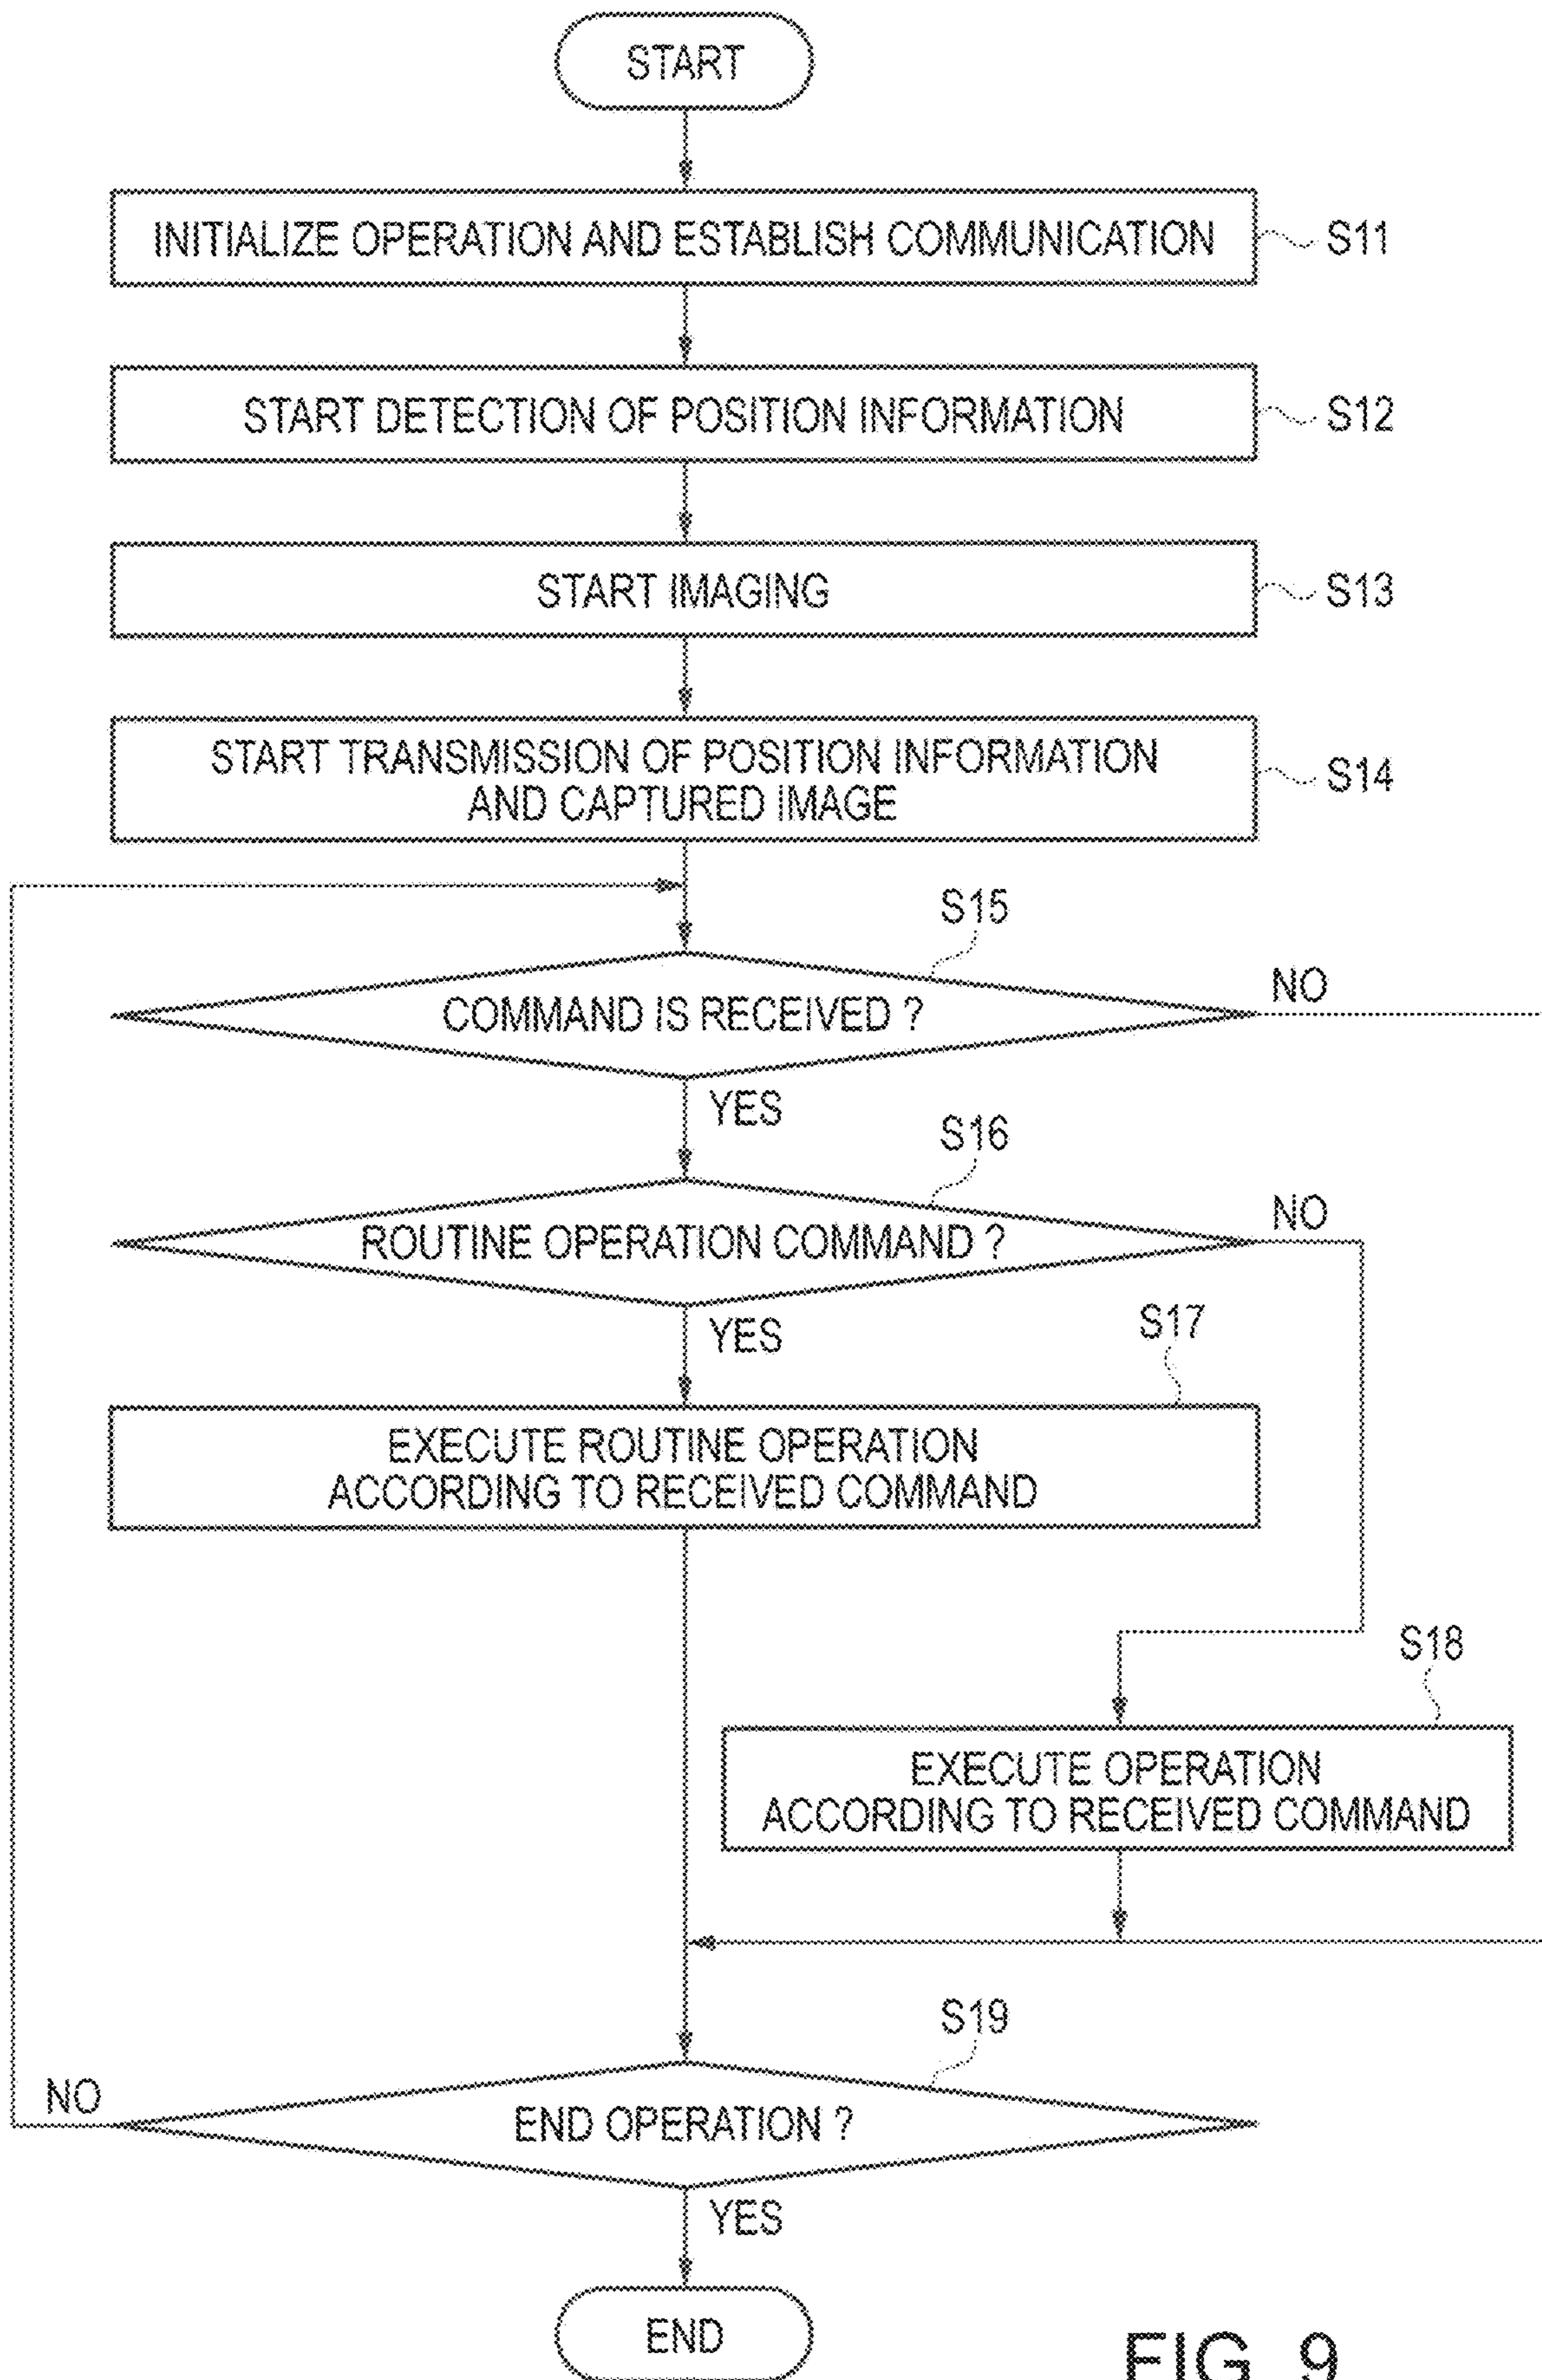 START
INITIALIZE OPERATION AND ESTABLISH COMMUNICATION
S11
START DETECTION OF POSITION INFORMATION
S12
START IMAGING
S13
START TRANSMISSION OF POSITION INFORMATION
AND CAPTURED IMAGE
S14
S15
COMMAND IS RECEIVED ?
NO
YES
S16
ROUTINE OPERATION COMMAND ?
NO
YES
S17
EXECUTE ROUTINE OPERATION
ACCORDING TO RECEIVED COMMAND
S18
EXECUTE OPERATION
ACCORDING TO RECEIVED COMMAND
S19
END OPERATION ?
NO
YES
END
FIG. 9